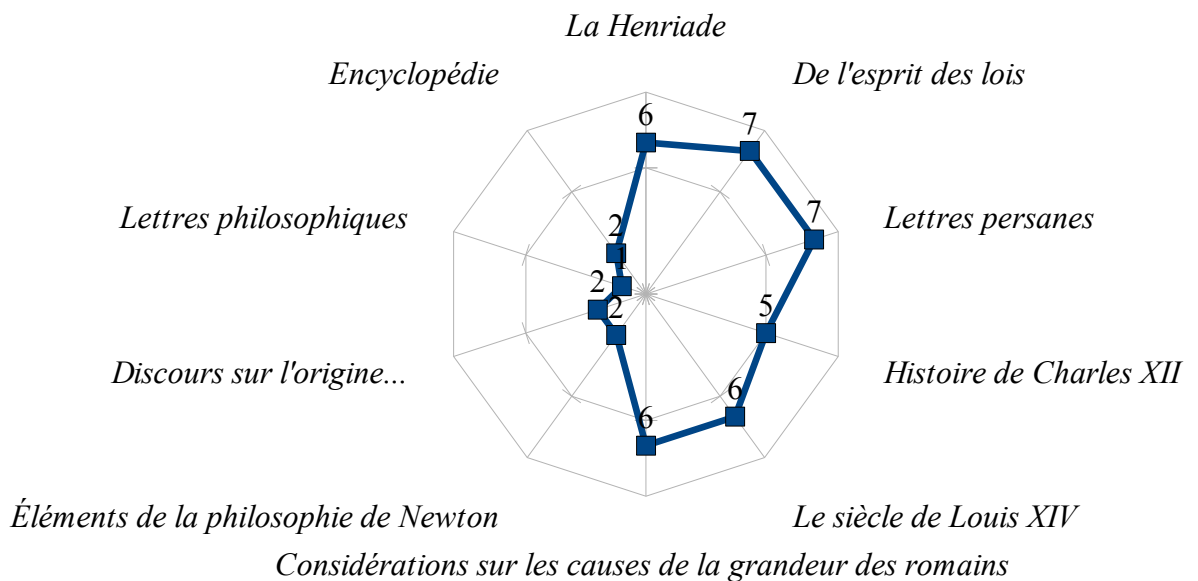 La Henriade
Encyclopédie
De l'esprit des lois
6
7
Lettres philosophiques
Lettres persanes
7
2
1
2
5
2
Discours sur l'origine...
Histoire de Charles XII
6
6
Éléments de la philosophie de Newton
Le siècle de Louis XIV
Considérations sur les causes de la grandeur des romains